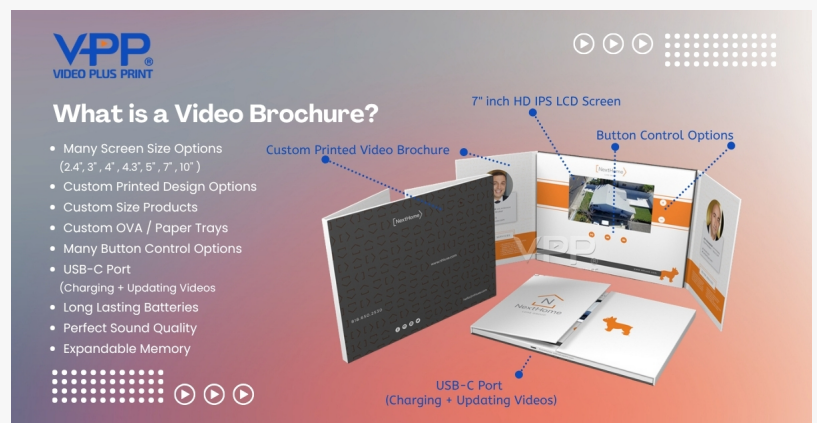 VPP®
VIDEO PLUS PRINT
What is a Video Brochure?
• Many Screen Size Options
(2.4", 3" , 4" , 4.3", 5" , 7" , 10" )
• Custom Printed Design Options
• Custom Size Products
• Custom OVA / Paper Trays
• Many Button Control Options
• USB-C Port
(Charging + Updating Videos
• Long Lasting Batteries
• Perfect Sound Quality
• Expandable Memory
7" inch HD IPS LCD Screen
Button Control Options
Custom Printed Video Brochure
NextHome
NextHome
VPP
N
NextHome
USB-C Port
(Charging + Updating Videos)